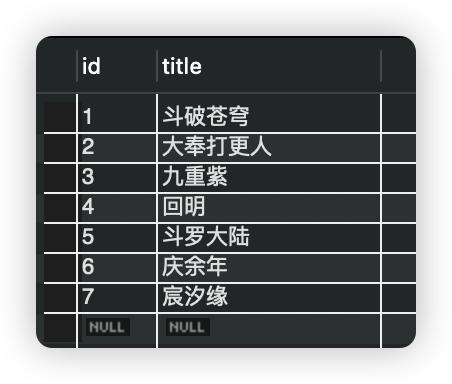 id title
1 斗破苍穹
2 大奉打更人
3 九重紫
4 回明
5 斗罗大陆
6 庆余年
7 宸汐缘
NULL NULL